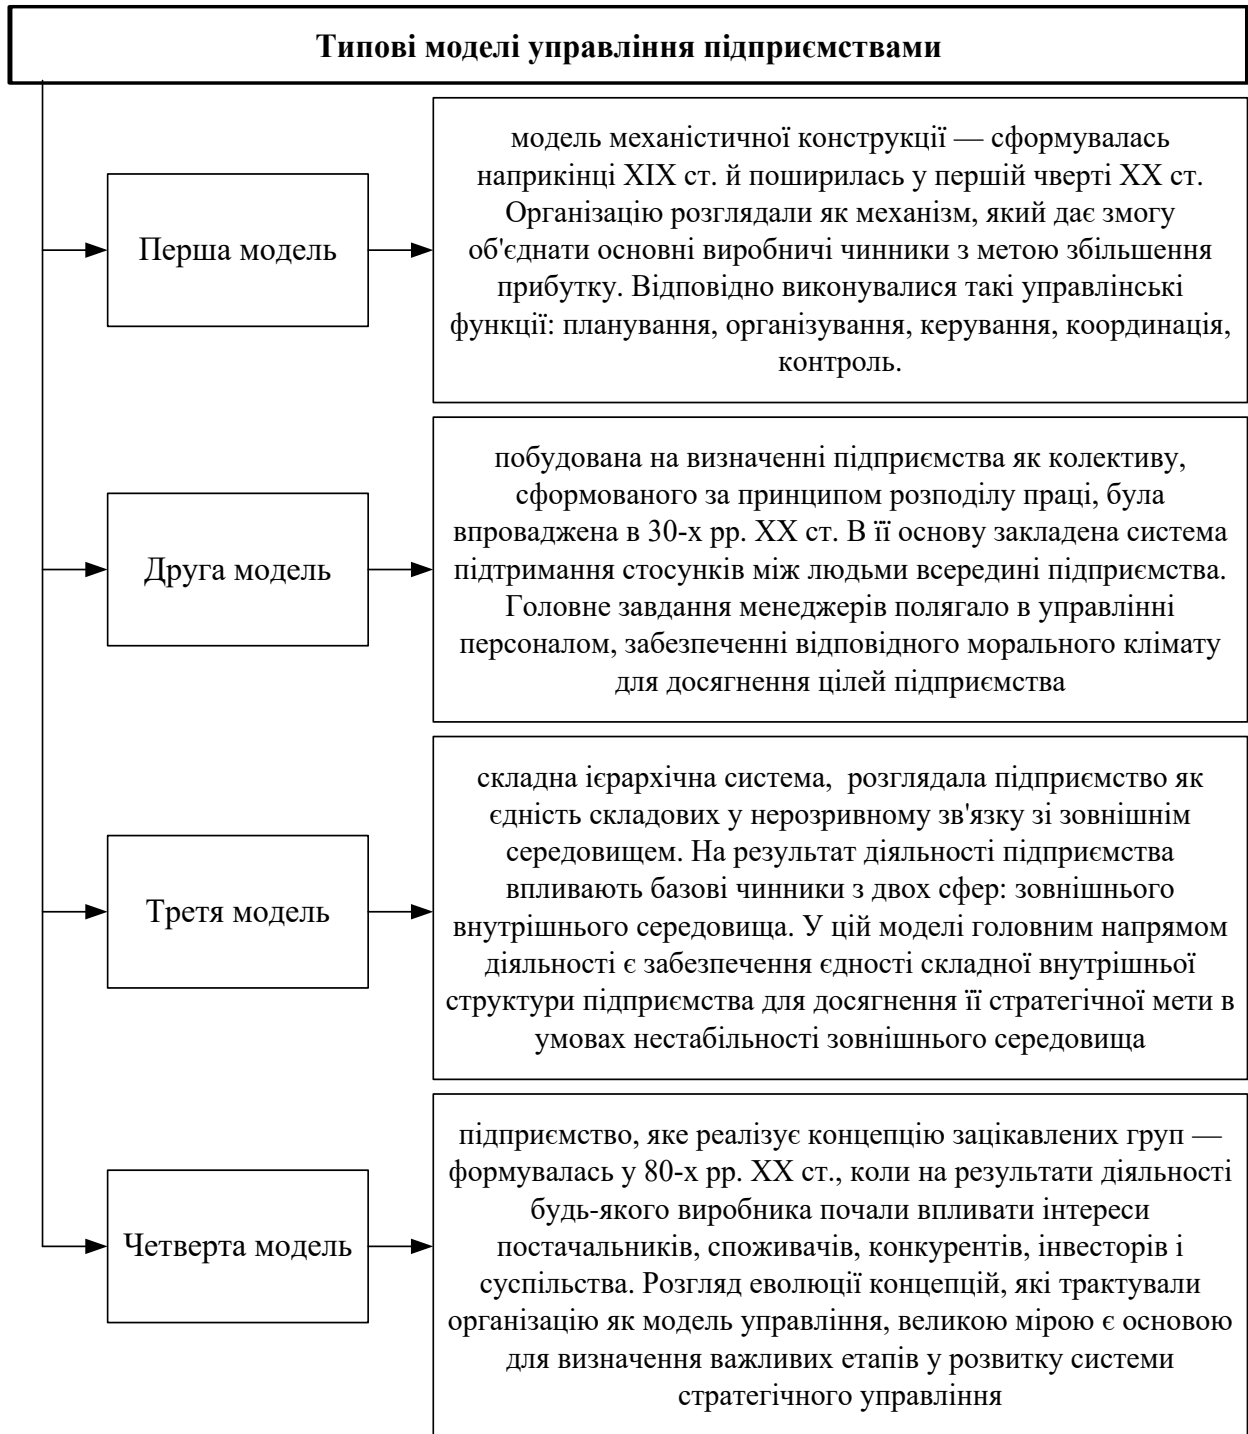 Типові моделі управління підприємствами
Перша модель
модель механістичної конструкції — сформувалась
наприкінці XIX ст. й поширилась у першій чверті XX ст.
Організацію розглядали як механізм, який дає змогу
об'єднати основні виробничі чинники з метою збільшення
прибутку. Відповідно виконувалися такі управлінські
функції: планування, організування, керування, координація,
контроль.
Друга модель
побудована на визначенні підприємства як колективу,
сформованого за принципом розподілу праці, була
впроваджена в 30-х рр. XX ст. В її основу закладена система
підтримання стосунків між людьми всередині підприємства.
Головне завдання менеджерів полягало в управлінні
персоналом, забезпеченні відповідного морального клімату
для досягнення цілей підприємства
Третя модель
складна ієрархічна система, розглядала підприємство як
єдність складових у нерозривному зв'язку зі зовнішнім
середовищем. На результат діяльності підприємства
впливають базові чинники з двох сфер: зовнішнього
внутрішнього середовища. У цій моделі головним напрямом
діяльності є забезпечення єдності складної внутрішньої
структури підприємства для досягнення її стратегічної мети в
умовах нестабільності зовнішнього середовища
Четверта модель
підприємство, яке реалізує концепцію зацікавлених груп —
формувалась у 80-х рр. XX ст., коли на результати діяльності
будь-якого виробника почали впливати інтереси
постачальників, споживачів, конкурентів, інвесторів і
суспільства. Розгляд еволюції концепцій, які трактували
організацію як модель управління, великою мірою є основою
для визначення важливих етапів у розвитку системи
стратегічного управління